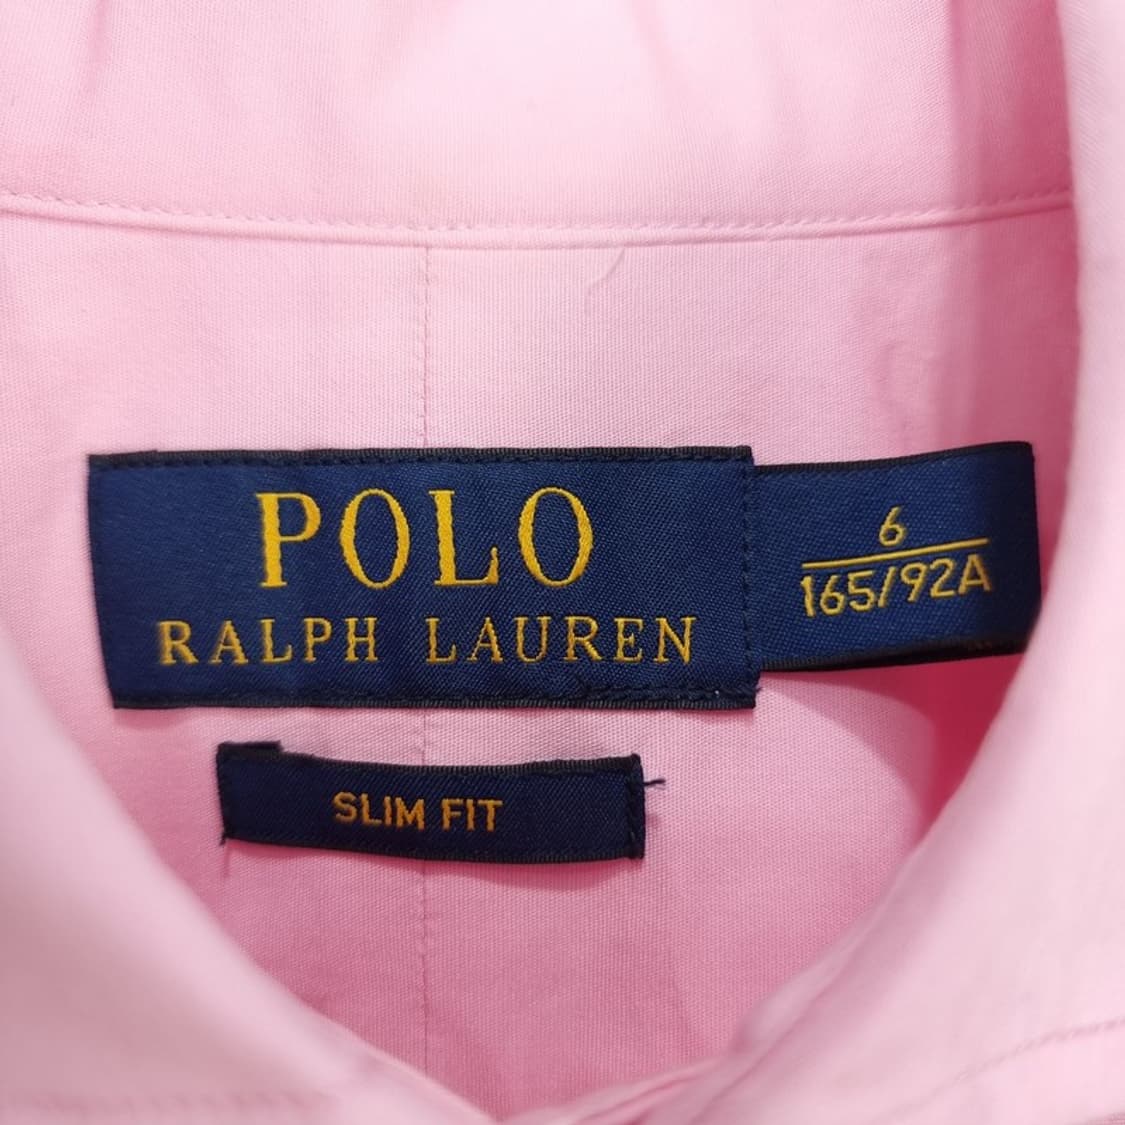 POLO
RALPH LAUREN
6
165/92A
SLIM FIT